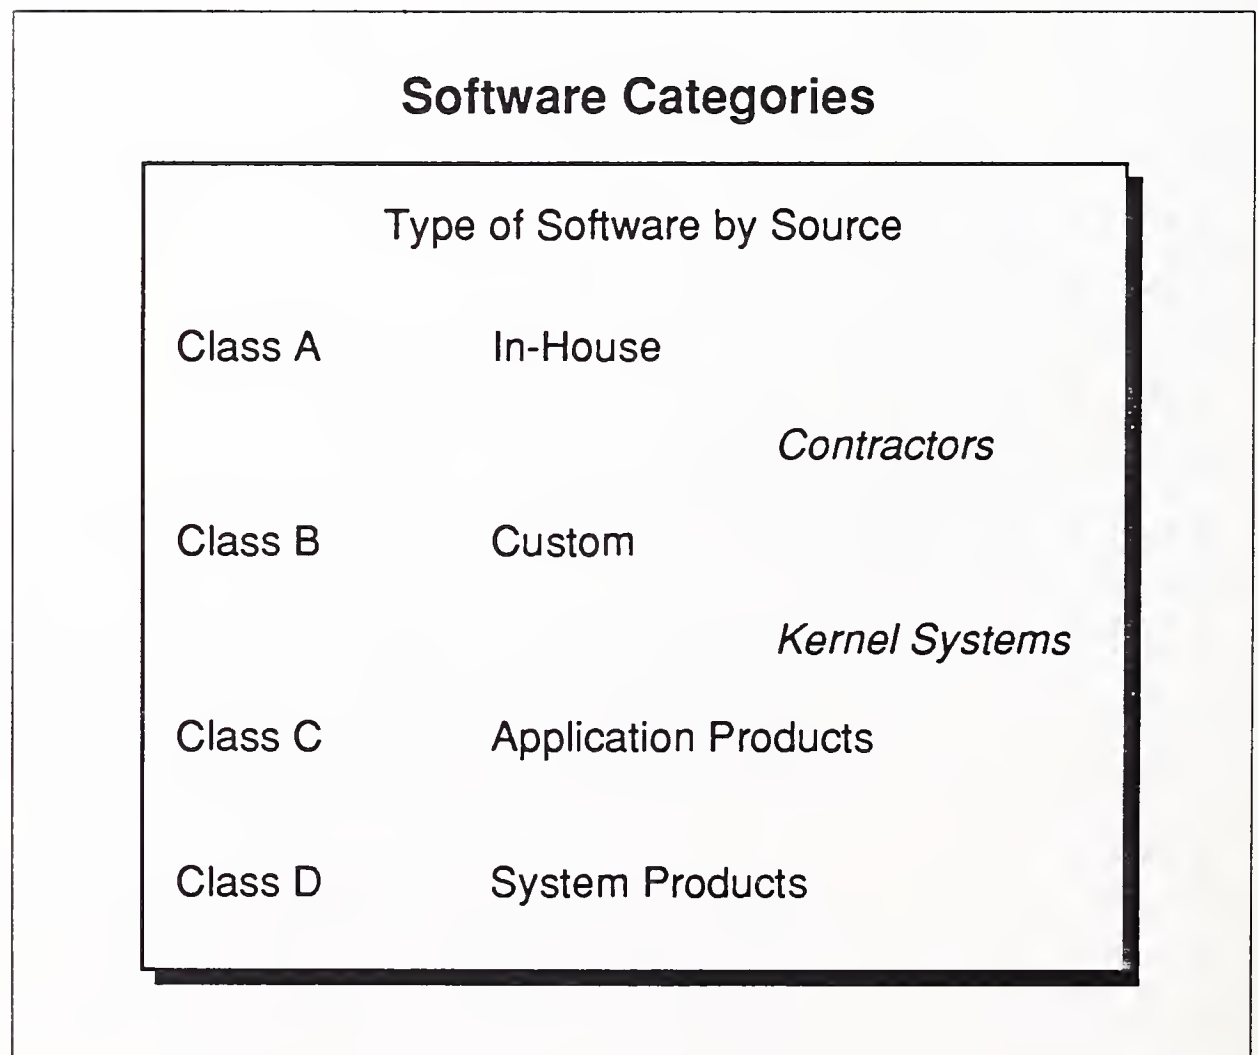 Software Categories
Type of Software by Source
Class A In-House
Contractors
Class B Custom
Kernel Systems
Class C Application Products
Class D System Products